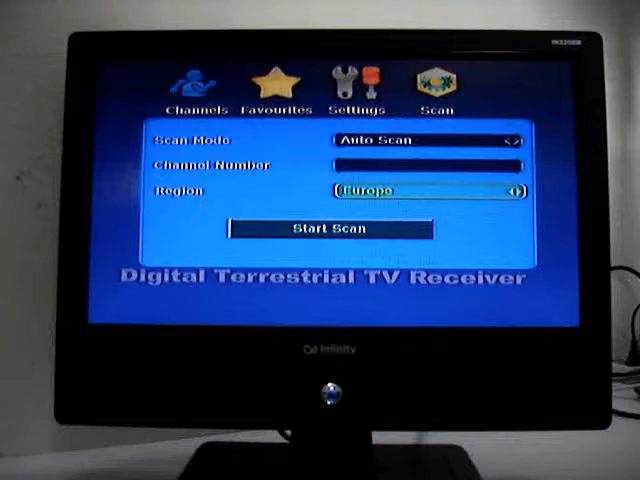 Channels Favourites Settings Scan
Scan Mode Auto Scan
Channel Number
Region Europe
Start Scan
Digital Terrestrial TV Receiver
Infinity